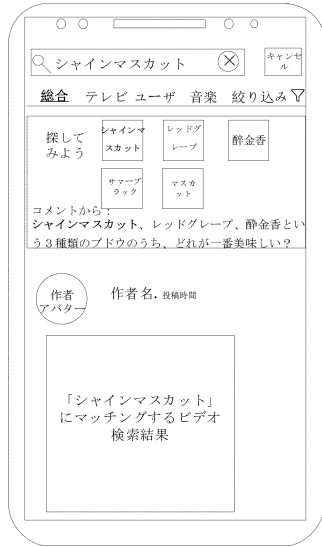 シャインマスカット
キャンセ
ル
総合 テレビ ユーザ 音楽 絞り込み
探して
みよう
シャインマ
スカット
レッドグ
レープ
酔金香
サマーブ
ラック
マスカ
ット
コメントから：
シャインマスカット、レッドグレープ、酔金香とい
う３種類のブドウのうち、どれが一番美味しい？
作者
アバター
作者名. 投稿時間
「シャインマスカット」
にマッチングするビデオ
検索結果